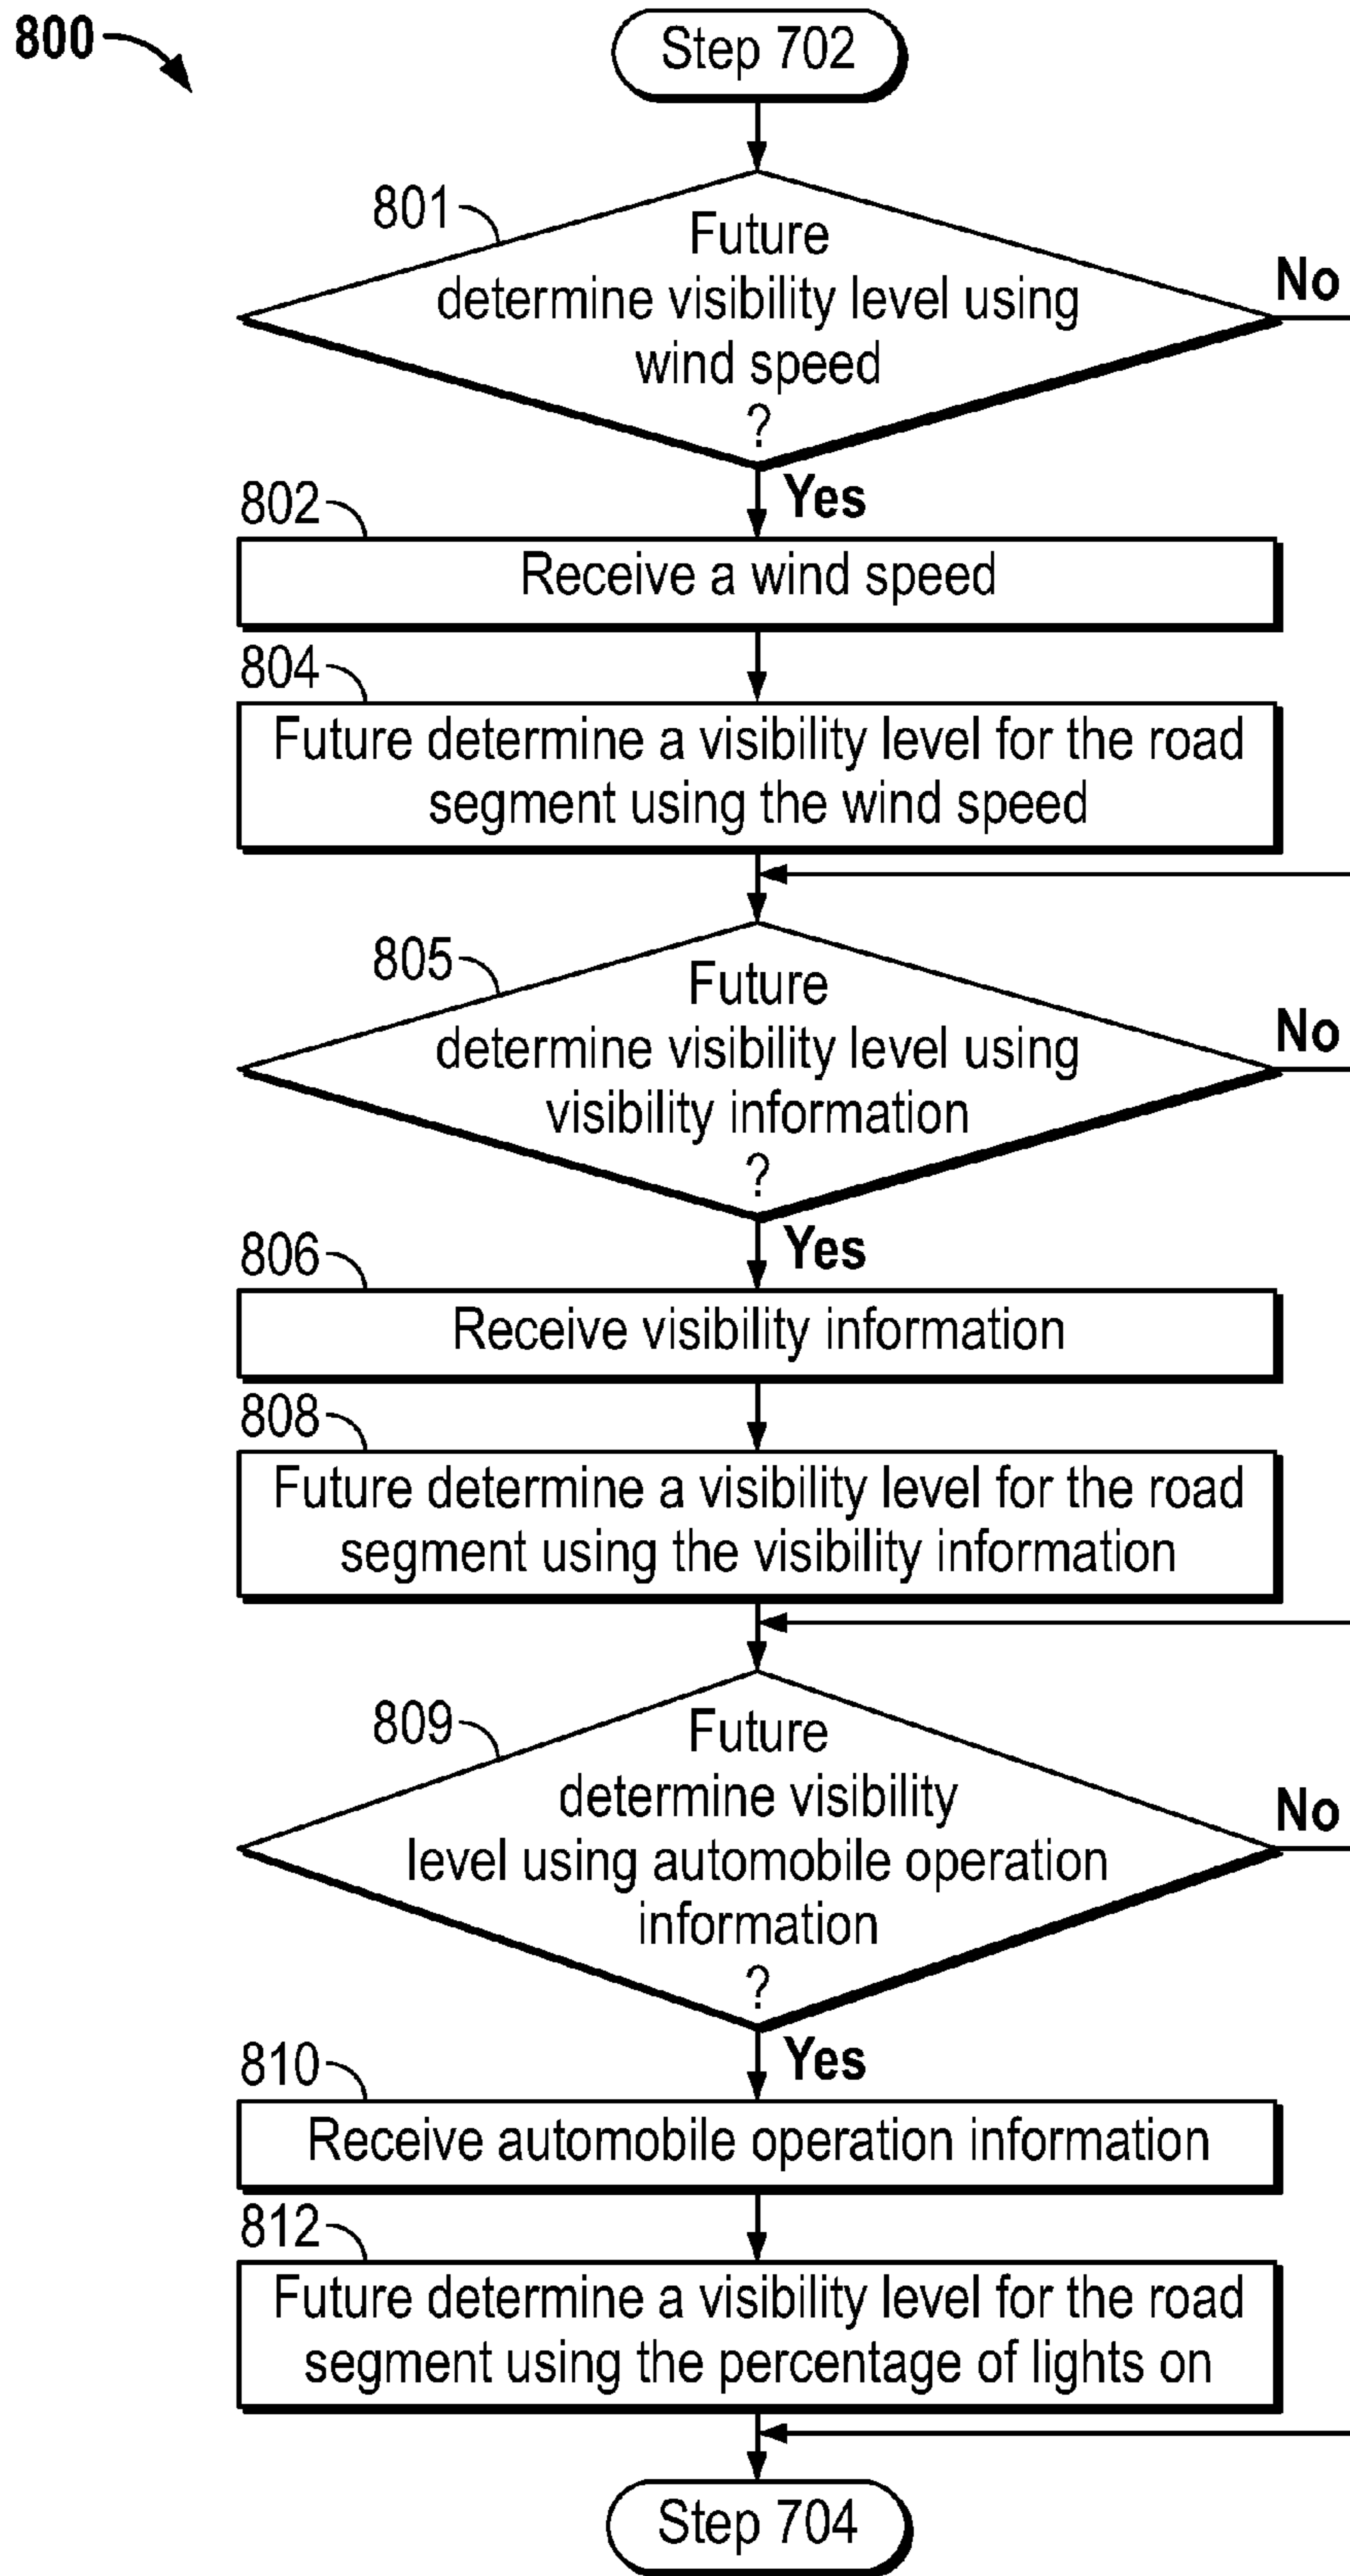 800
Step 702
801
Future
determine visibility level using
wind speed
?
No
Yes
802
Receive a wind speed
804
Future determine a visibility level for the road
segment using the wind speed
805
Future
determine visibility level using
visibility information
?
No
Yes
806
Receive visibility information
808
Future determine a visibility level for the road
segment using the visibility information
809
Future
determine visibility
level using automobile operation
information
?
No
Yes
810
Receive automobile operation information
812
Future determine a visibility level for the road
segment using the percentage of lights on
Step 704